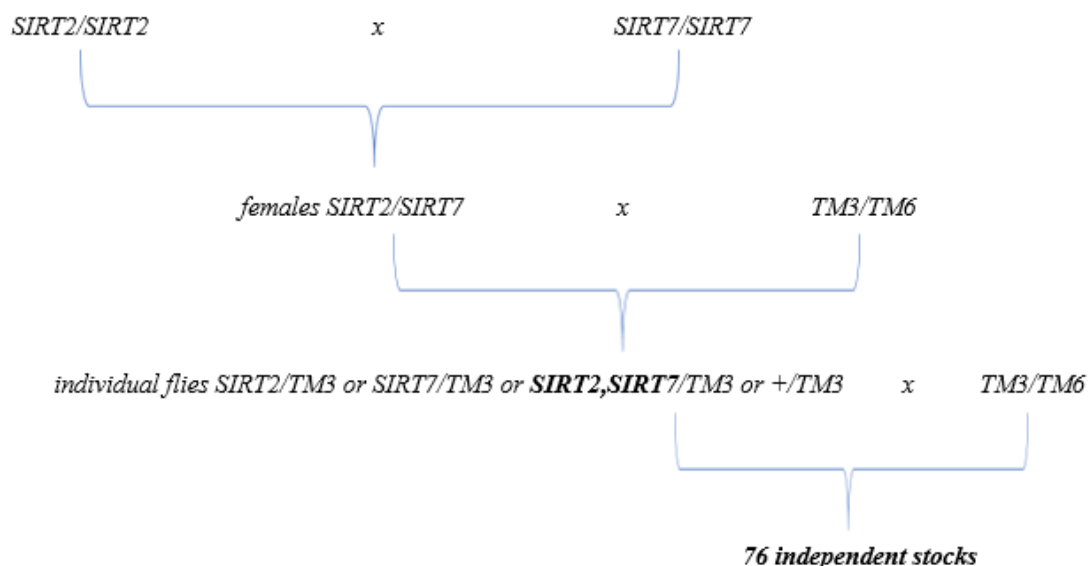 SIRT2/SIRT2 x SIRT7/SIRT7
females SIRT2/SIRT7 x TM3/TM6
individual flies SIRT2/TM3 or SIRT7/TM3 or SIRT2,SIRT7/TM3 or +/TM3 x TM3/TM6
76 independent stocks